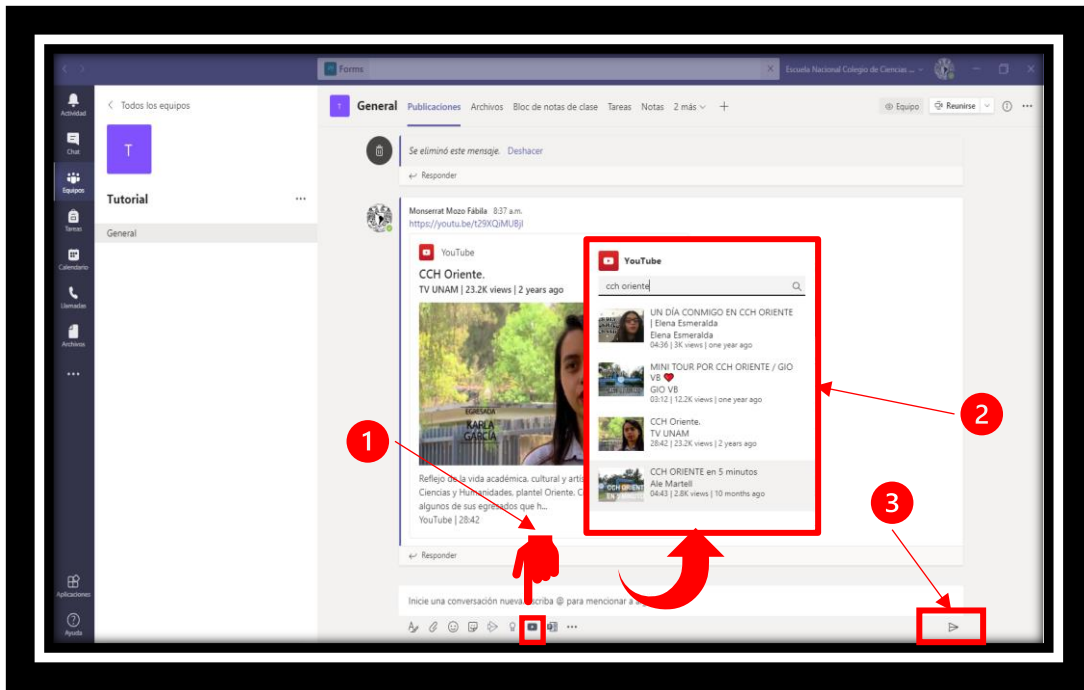 Forms
Escuela Nacional Colegio de Ciencias ...
Actividad
Chat
Equipos
Tareas
Calendario
Llamadas
Archivos
Aplicaciones
Ayuda
Todos los equipos
T
Tutorial
General
T
General Publicaciones Archivos Bloc de notas de clase Tareas Notas 2 más
Equipo
Reunirse
Se eliminó este mensaje. Deshacer
Responder
Monserrat Mozo Fábila 8:37 a.m.
https://youtu.be/t29XQiMUBjI
YouTube
CCH Oriente.
TV UNAM | 23.2K views | 2 years ago
EGRESADA
KARLA
GARCÍA
Reflejo de la vida académica, cultural y
Ciencias y Humanidades, plantel Oriente.
algunos de sus egresados que h...
YouTube | 28:42
Responder
YouTube
cch oriente
UN DÍA CONMIGO EN CCH ORIENTE
| Elena Esmeralda
Elena Esmeralda
04:36 | 3K views | one year ago
MINI TOUR POR CCH ORIENTE / GIO
VB ❤
GIO VB
03:12 | 12.2K views | one year ago
CCH Oriente.
TV UNAM
28:42 | 23.2K views | 2 years ago
CCH ORIENTE en 5 minutos
Ale Martell
04:43 | 2.8K views | 10 months ago
1
2
3
Inicie una conversación nueva. Escriba @ para mencionar a